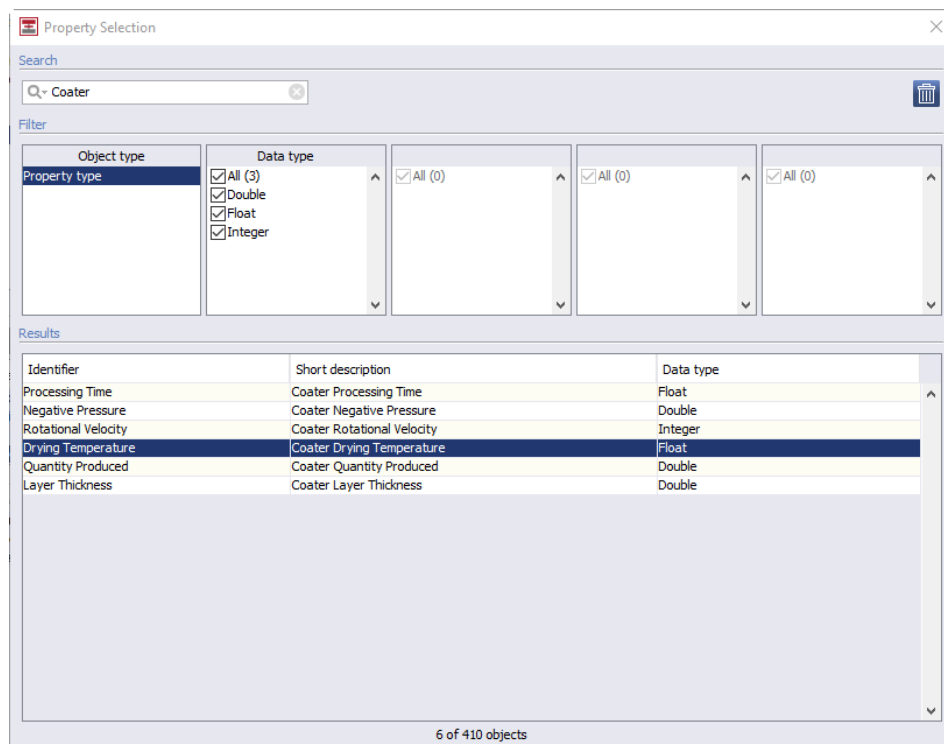 Property Selection
Search
Coater
Filter
Object type Data type
Property type All (3) All (0) All (0) All (0)
Double
Float
Integer
Results
Identifier Short description Data type
Processing Time Coater Processing Time Float
Negative Pressure Coater Negative Pressure Double
Rotational Velocity Coater Rotational Velocity Integer
Drying Temperature Coater Drying Temperature Float
Quantity Produced Coater Quantity Produced Double
Layer Thickness Coater Layer Thickness Double
6 of 410 objects